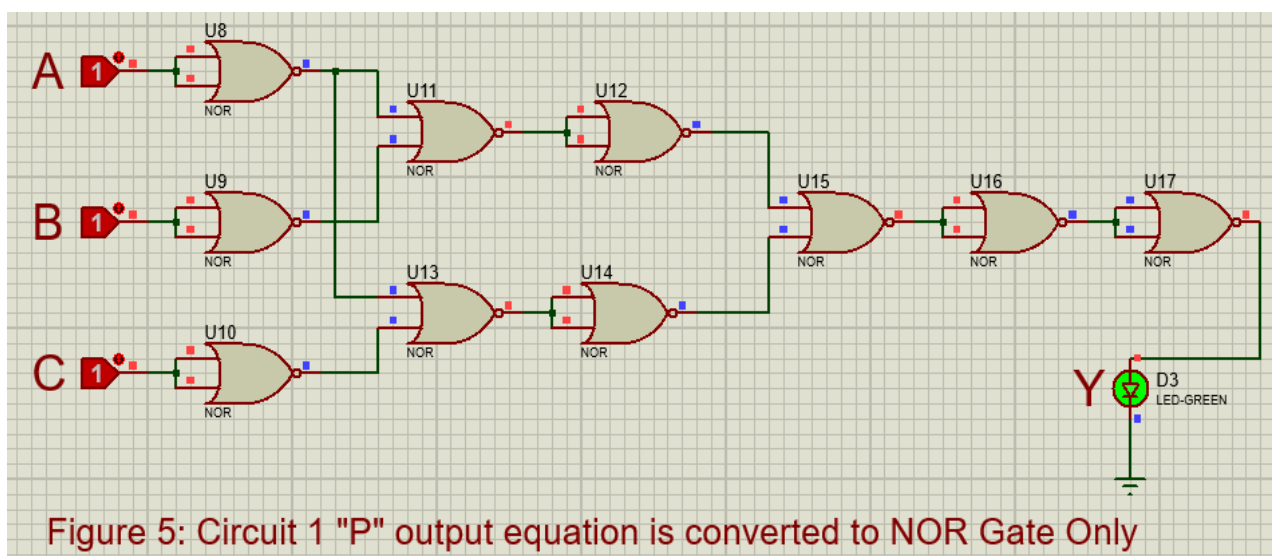 U8
A 1
NOR
U11
U12
NOR
NOR
U9
B 1
NOR
U15
U16
U17
NOR
NOR
NOR
U13
U14
NOR
NOR
U10
C 1
NOR
Y
D3
LED-GREEN
Figure 5: Circuit 1 "P" output equation is converted to NOR Gate Only